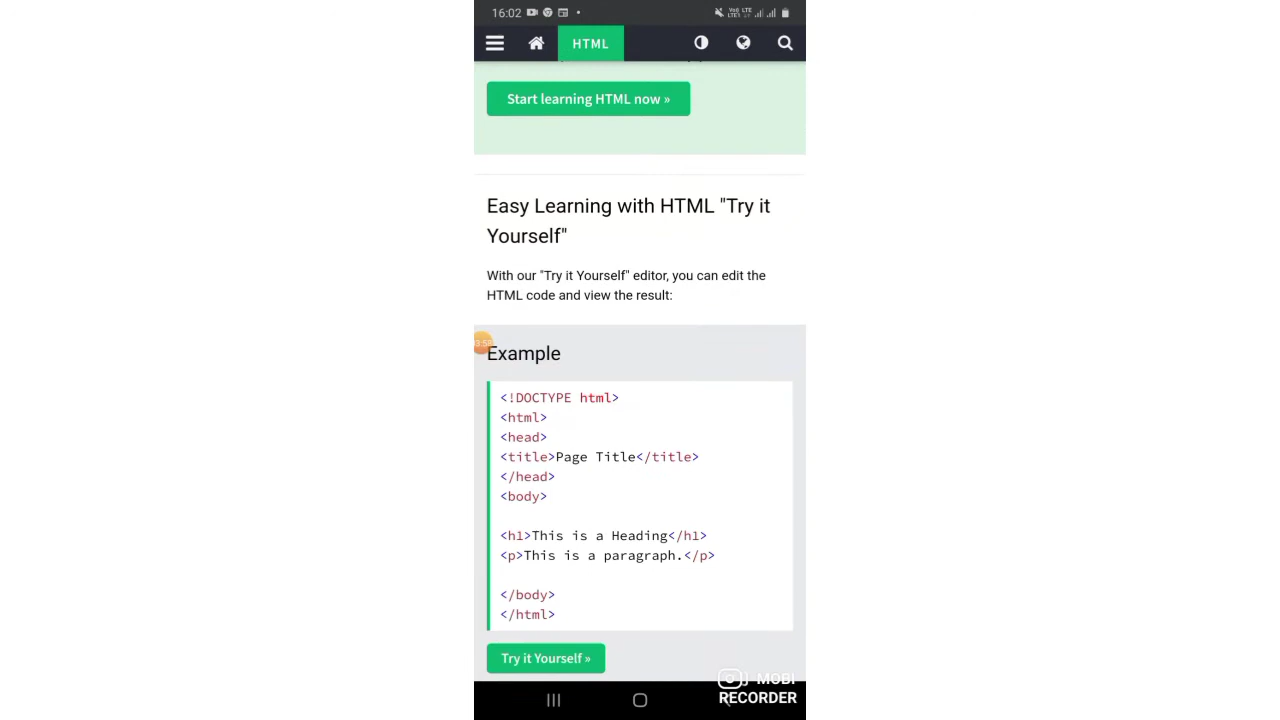 16:02
HTML
Start learning HTML now »
Easy Learning with HTML "Try it
Yourself"
With our "Try it Yourself" editor, you can edit the
HTML code and view the result:
Example
<!DOCTYPE html>
<html>
<head>
<title>Page Title</title>
</head>
<body>
<h1>This is a Heading</h1>
<p>This is a paragraph.</p>
</body>
</html>
Try it Yourself »
MOBI
RECORDER